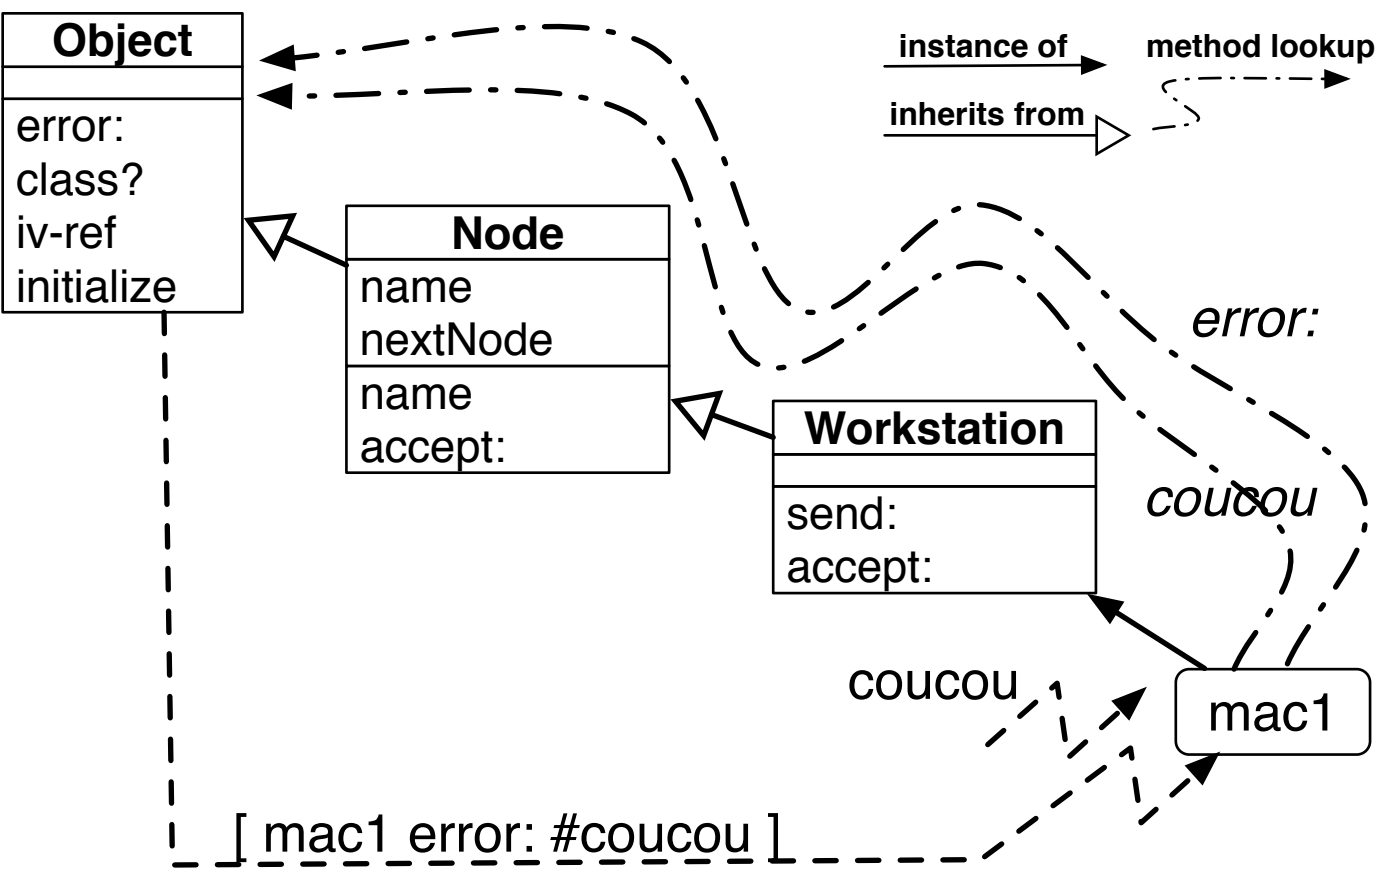 Object
error:
class?
iv-ref
initialize
Node
name
nextNode
name
accept:
Workstation
send:
accept:
instance of
method lookup
inherits from
error:
coucou
coucou
mac1
[ mac1 error: #coucou ]